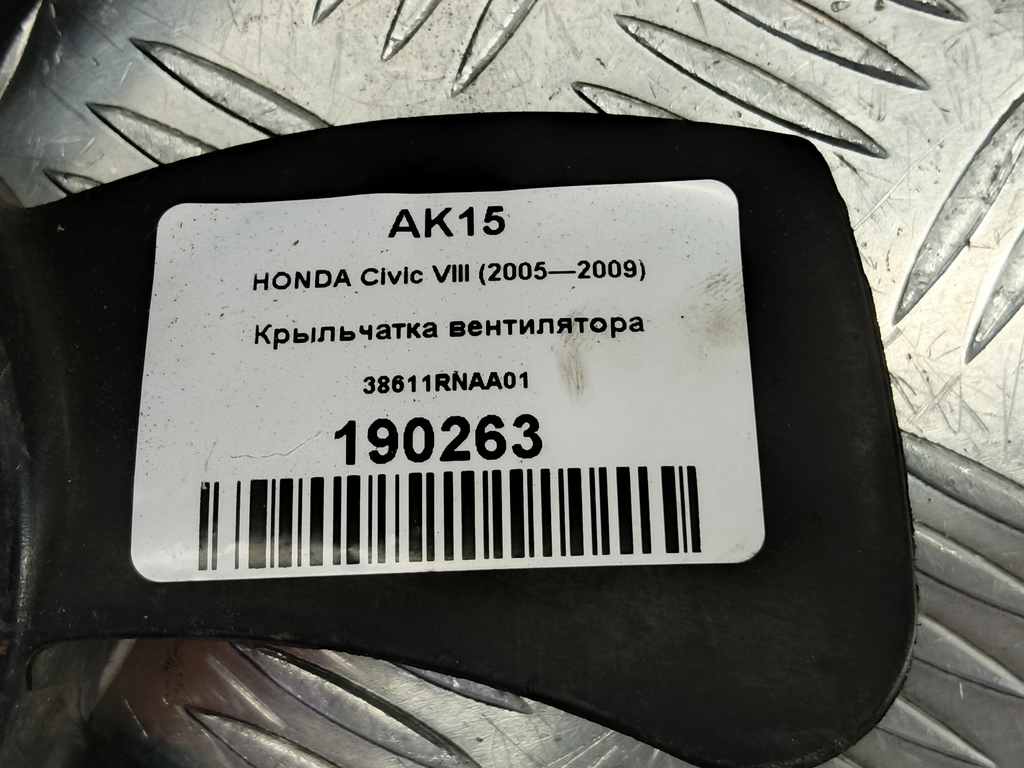 AK15
HONDA Civic VIII (2005—2009)
Крыльчатка вентилятора
38611RNAA01
190263